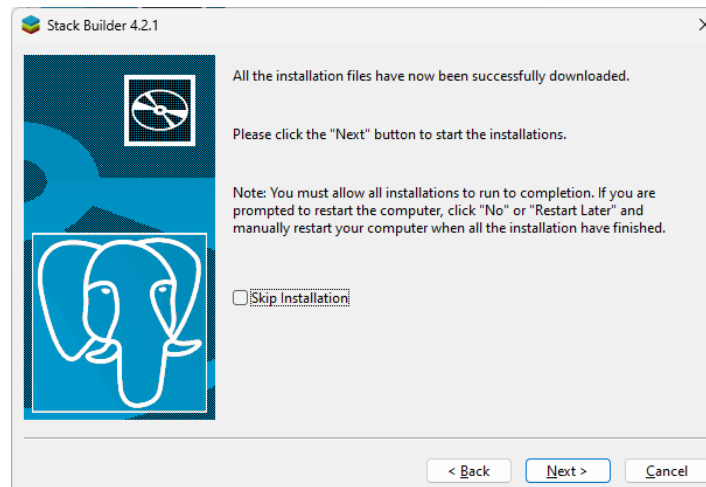 Stack Builder 4.2.1
All the installation files have now been successfully downloaded.
Please click the "Next" button to start the installations.
Note: You must allow all installations to run to completion. If you are
prompted to restart the computer, click "No" or "Restart Later" and
manually restart your computer when all the installation have finished.
Skip Installation
< Back
Next >
Cancel